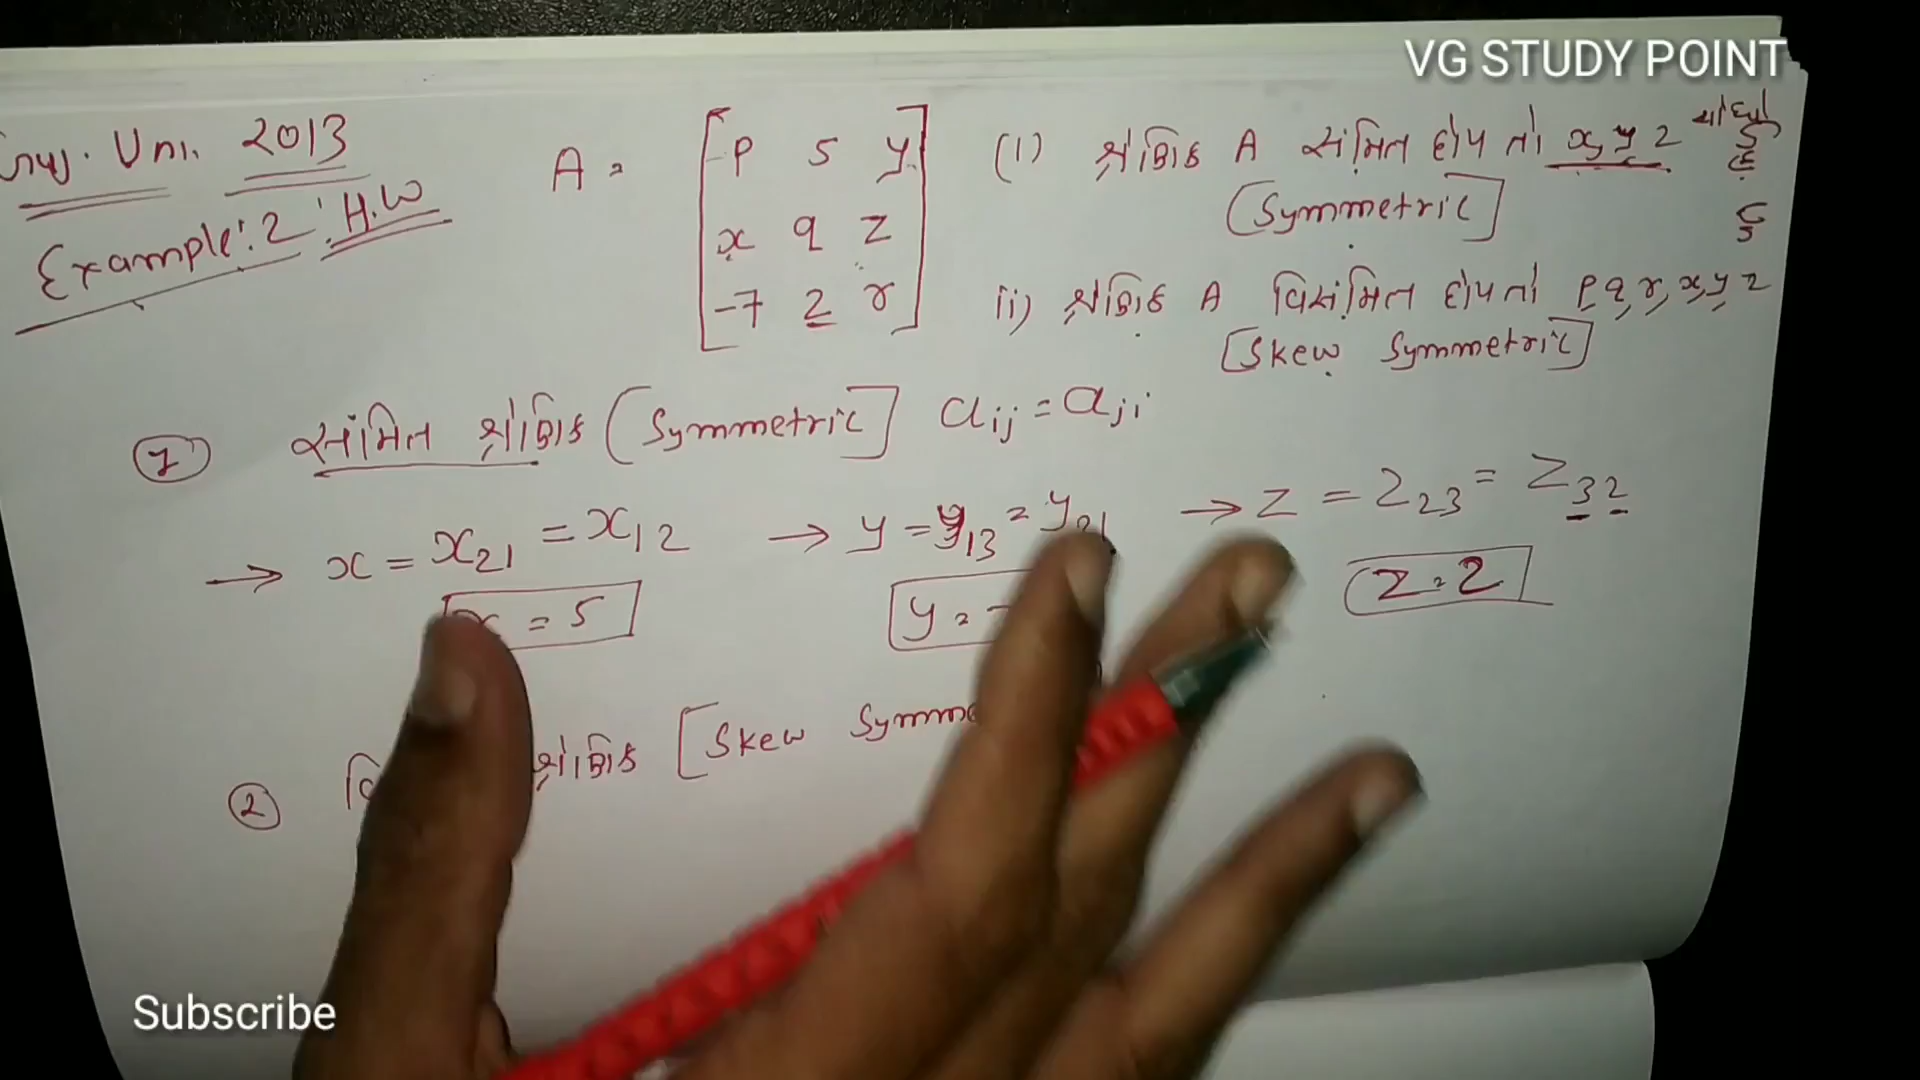 VG STUDY POINT
ગુજ. Uni. 2013
Example: 2 : H.W
A =
p 5 y
x q z
-7 2 r
(1) શ્રેણિક A સંમિત હોય તો x, y z શોધો
[Symmetric]
ii) શ્રેણિક A વિસંમિત હોય તો p q, r, x, y z
[Skew Symmetric]
1 સંમિત શ્રેણિક [Symmetric] aij = aji
→ x = x21 = x12 → y = y13 = → z = z23 = z32
= 5 y = z = 2
2 શ્રેણિક [Skew
Subscribe